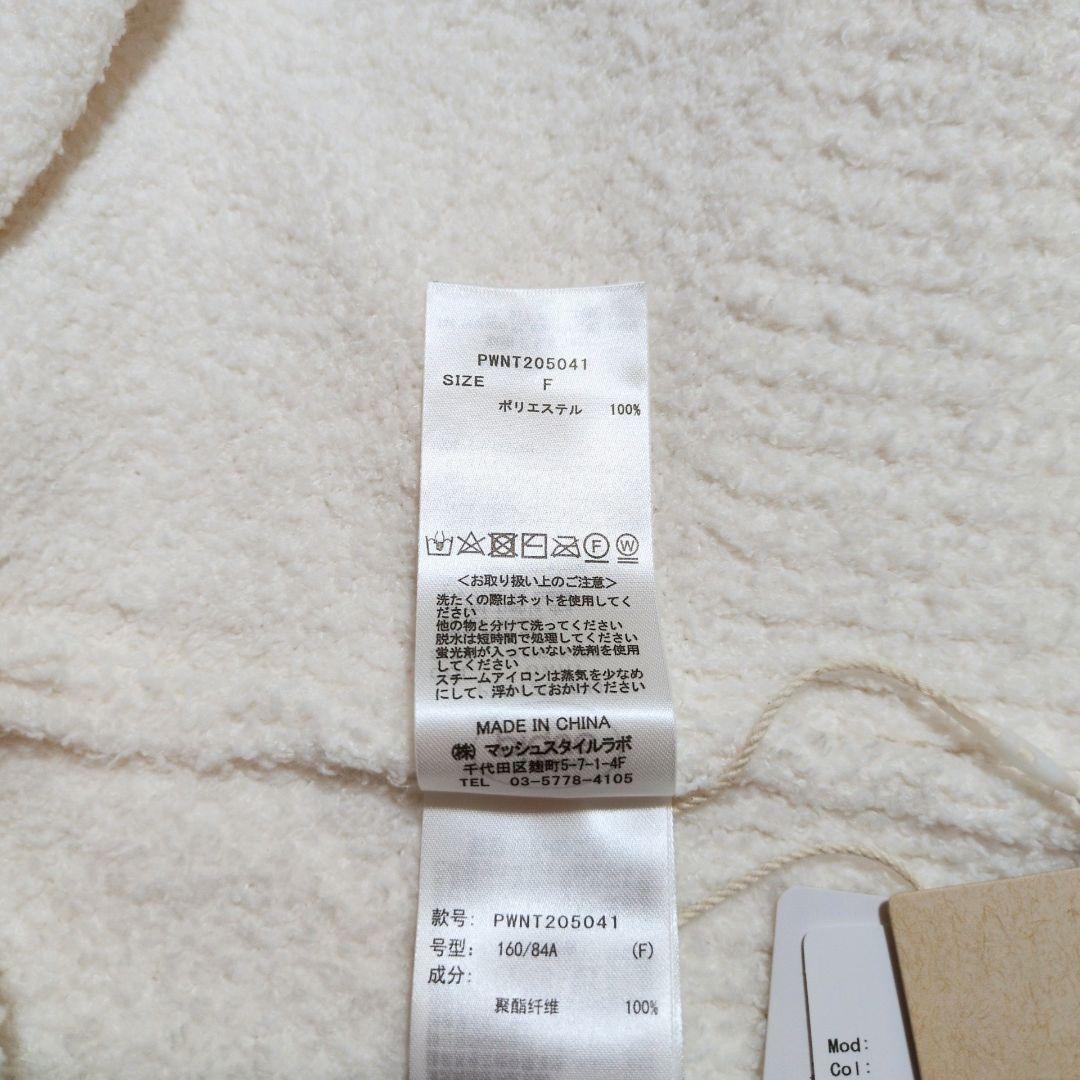 PWNT205041
SIZE F
ポリエステル 100%
F W
<お取り扱い上のご注意>
洗たくの際はネットを使用してく
ださい
他の物と分けて洗ってください
脱水は短時間で処理してください
蛍光剤が入っていない洗剤を使用
してください
スチームアイロンは蒸気を少なめ
にして、浮かしておかけください
MADE IN CHINA
㈱ マッシュスタイルラボ
千代田区麹町5-7-1-4F
TEL 03-5778-4105
款号: PWNT205041
号型: 160/84A (F)
成分:
聚酯纤维 100%
Mod:
Col: